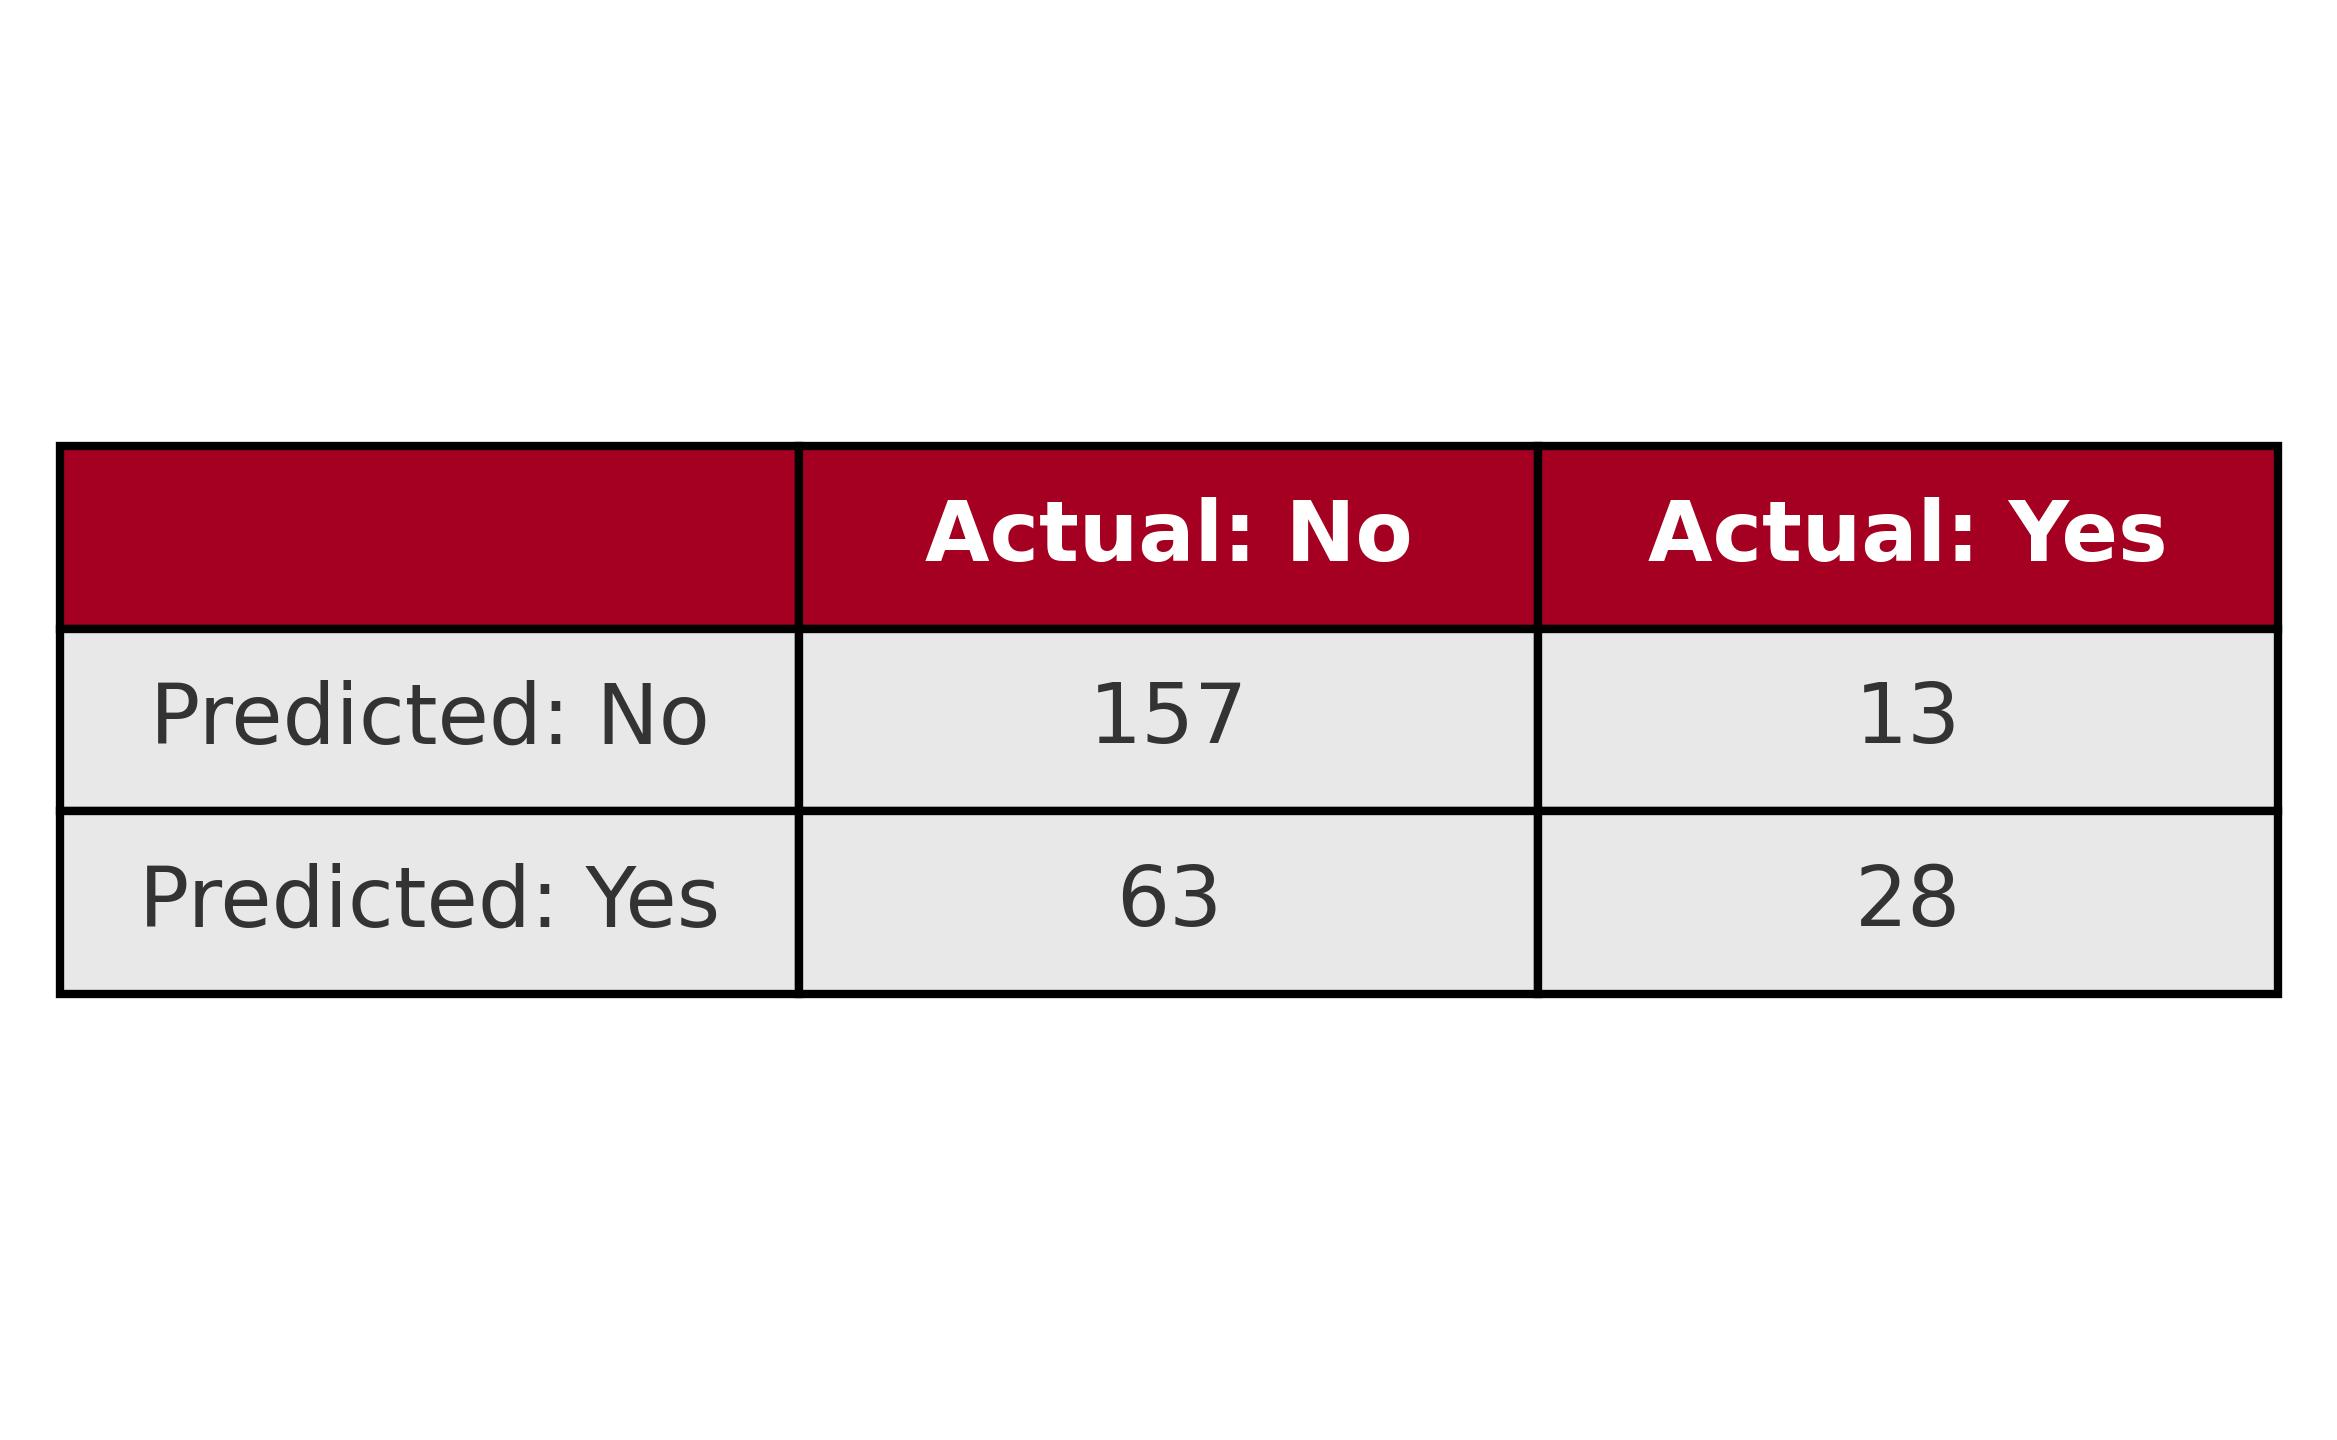 Actual: No Actual: Yes
Predicted: No 157 13
Predicted: Yes 63 28